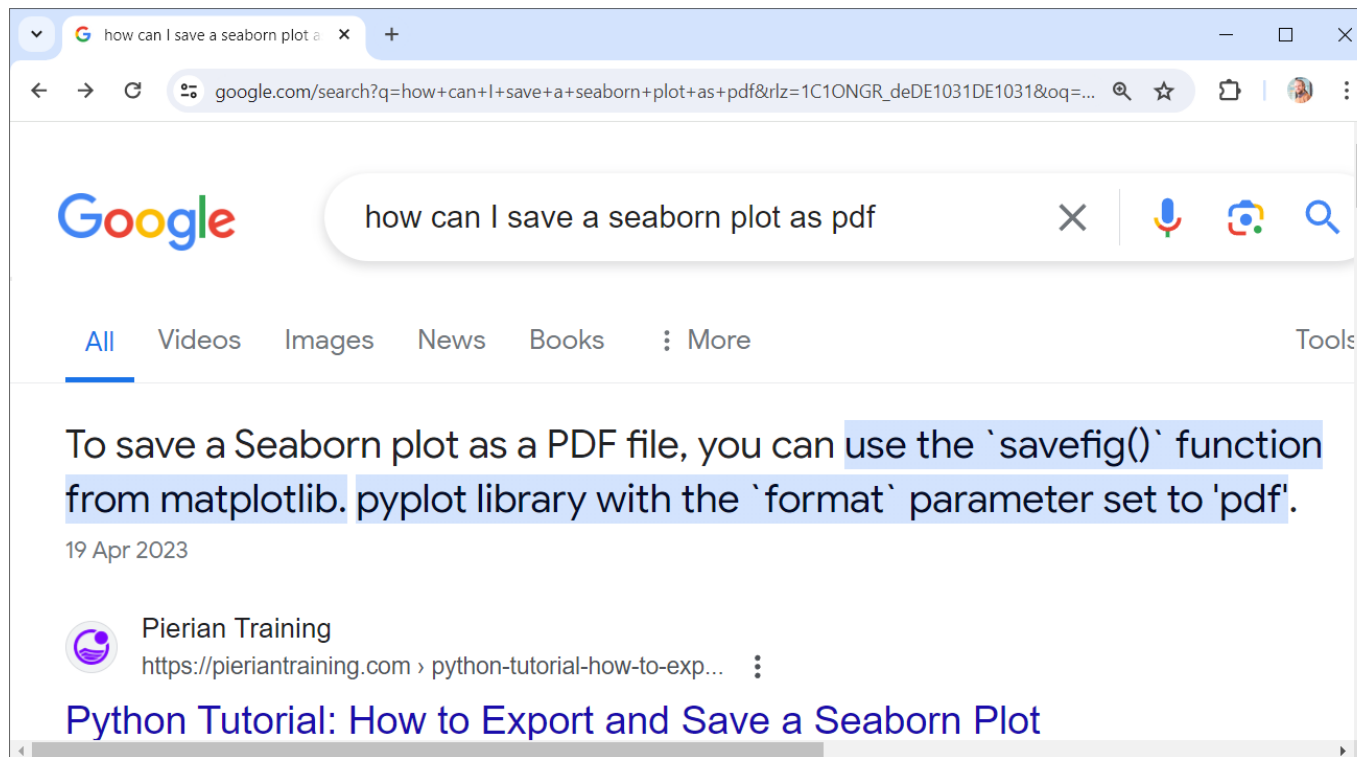 how can I save a seaborn plot a
google.com/search?q=how+can+I+save+a+seaborn+plot+as+pdf&rlz=1C1ONGR_deDE1031DE1031&oq=...
Google
how can I save a seaborn plot as pdf
All Videos Images News Books More Tools
To save a Seaborn plot as a PDF file, you can use the `savefig()` function
from matplotlib. pyplot library with the `format` parameter set to 'pdf'.
19 Apr 2023
Pierian Training
https://pieriantraining.com › python-tutorial-how-to-exp...
Python Tutorial: How to Export and Save a Seaborn Plot